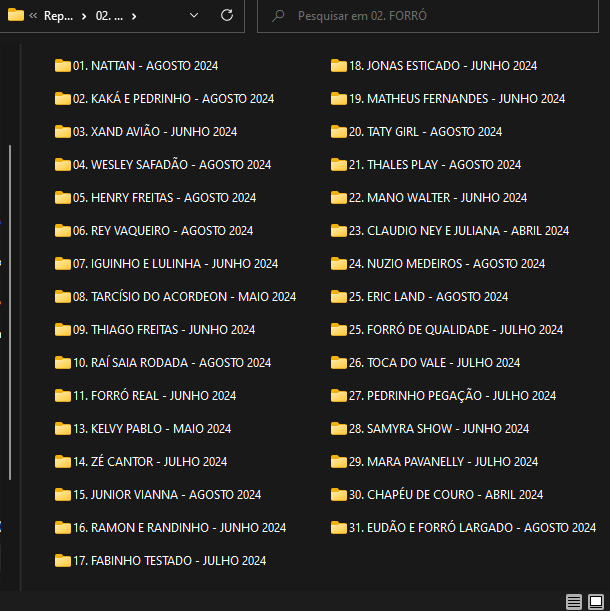 Rep...
02. ...
Pesquisar em 02. FORRÓ
01. NATTAN - AGOSTO 2024
02. KAKÁ E PEDRINHO - AGOSTO 2024
03. XAND AVIÃO - JUNHO 2024
04. WESLEY SAFADÃO - AGOSTO 2024
05. HENRY FREITAS - AGOSTO 2024
06. REY VAQUEIRO - AGOSTO 2024
07. IGUINHO E LULINHA - JUNHO 2024
08. TARCÍSIO DO ACORDEON - MAIO 2024
09. THIAGO FREITAS - JUNHO 2024
10. RAÍ SAIA RODADA - AGOSTO 2024
11. FORRÓ REAL - JUNHO 2024
13. KELVY PABLO - MAIO 2024
14. ZÉ CANTOR - JULHO 2024
15. JUNIOR VIANNA - AGOSTO 2024
16. RAMON E RANDINHO - JUNHO 2024
17. FABINHO TESTADO - JULHO 2024
18. JONAS ESTICADO - JUNHO 2024
19. MATHEUS FERNANDES - JUNHO 2024
20. TATY GIRL - AGOSTO 2024
21. THALES PLAY - AGOSTO 2024
22. MANO WALTER - JUNHO 2024
23. CLAUDIO NEY E JULIANA - ABRIL 2024
24. NUZIO MEDEIROS - AGOSTO 2024
25. ERIC LAND - AGOSTO 2024
25. FORRÓ DE QUALIDADE - JULHO 2024
26. TOCA DO VALE - JULHO 2024
27. PEDRINHO PEGAÇÃO - JULHO 2024
28. SAMYRA SHOW - JUNHO 2024
29. MARA PAVANELLY - JULHO 2024
30. CHAPÉU DE COURO - ABRIL 2024
31. EUDÃO E FORRÓ LARGADO - AGOSTO 2024